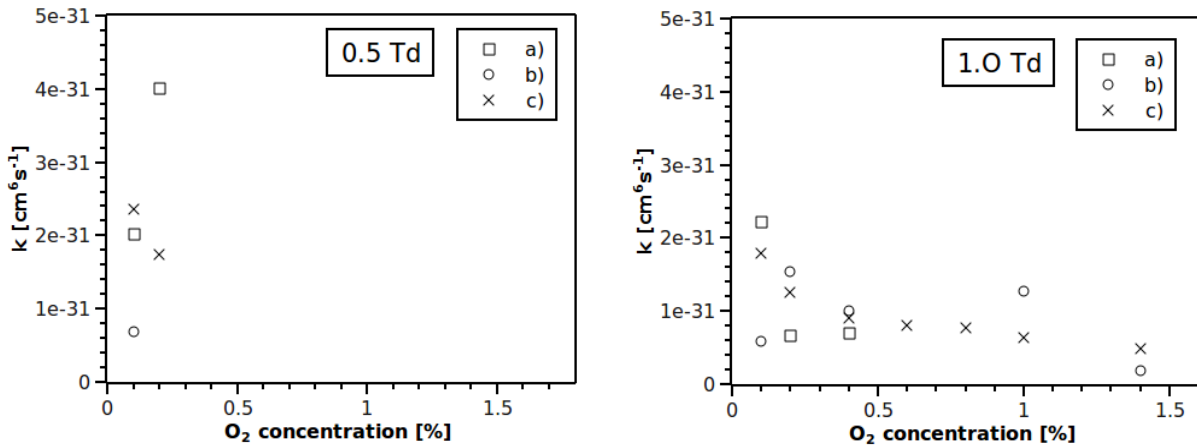 5e-31
4e-31
3e-31
2e-31
1e-31
0
k [cm⁶s⁻¹]
0.5 Td
a)
b)
c)
0
0.5
1
1.5
O₂ concentration [%]
5e-31
4e-31
3e-31
2e-31
1e-31
0
k [cm⁶s⁻¹]
1.O Td
a)
b)
c)
0
0.5
1
1.5
O₂ concentration [%]